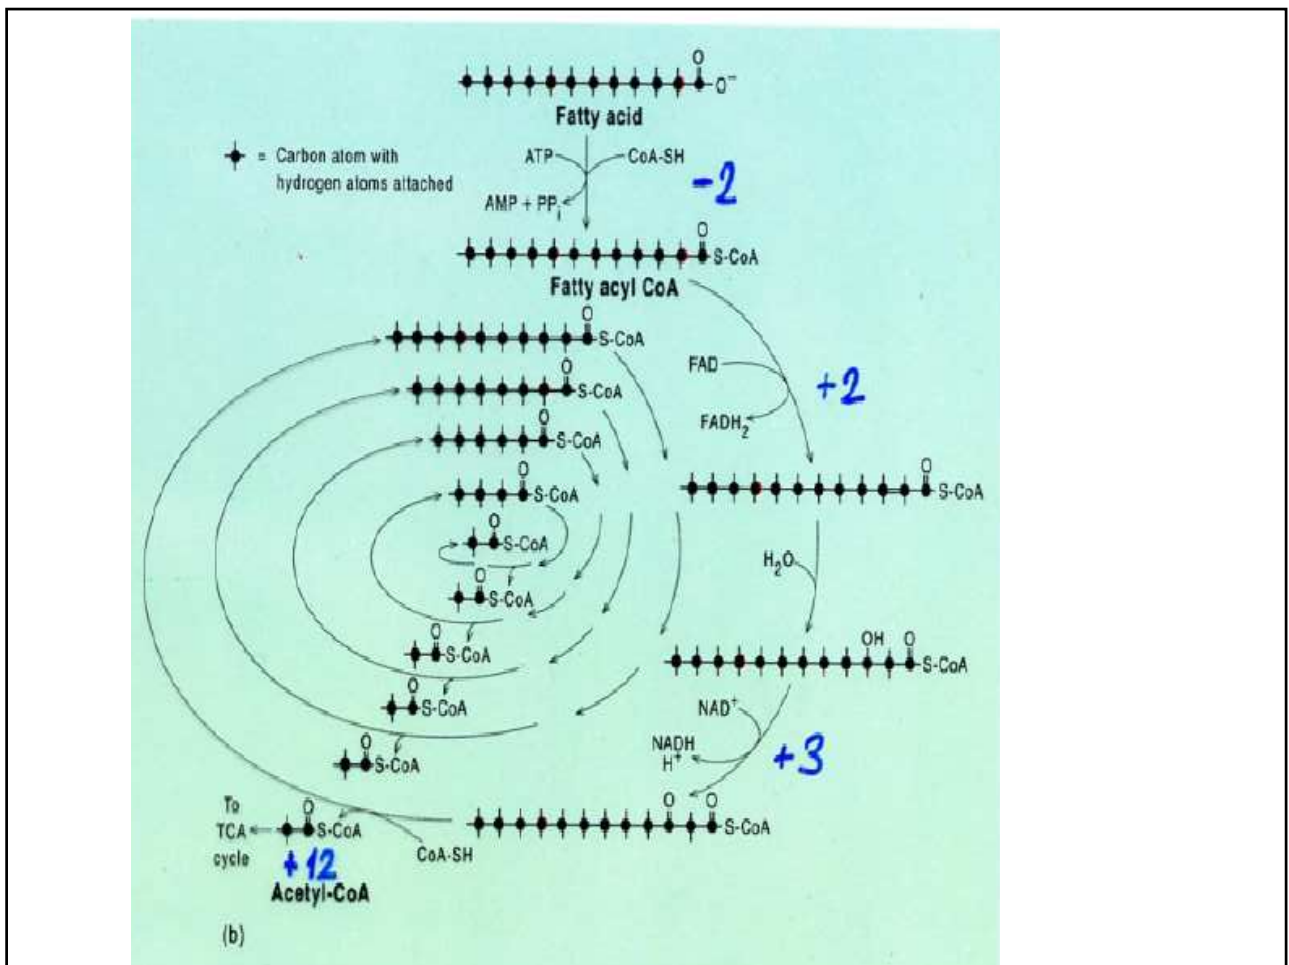 O
O⁻
Fatty acid
= Carbon atom with
hydrogen atoms attached
ATP
CoA-SH
-2
AMP + PPi
O
S-CoA
Fatty acyl CoA
O
S-CoA
FAD
+2
O
S-CoA
FADH2
O
S-CoA
O
S-CoA
O
S-CoA
O
S-CoA
H2O
O
S-CoA
O
S-CoA
OH
O
S-CoA
O
S-CoA
NAD+
NADH
H+
+3
O
S-CoA
To
TCA
cycle
O
S-CoA
O
O
S-CoA
CoA-SH
+12
Acetyl-CoA
(b)